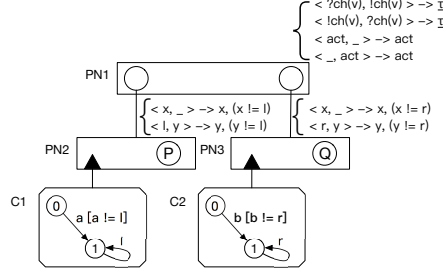 < ?ch(v), !ch(v) > -> τ
< !ch(v), ?ch(v) > -> τ
< act, _ > -> act
< _, act > -> act
PN1
< x, _ > -> x, (x != l)
< l, y > -> y, (y != l)
< x, _ > -> x, (x != r)
< r, y > -> y, (y != r)
PN2
P
PN3
Q
C1
0
a [a != l]
1
l
C2
0
b [b != r]
1
r